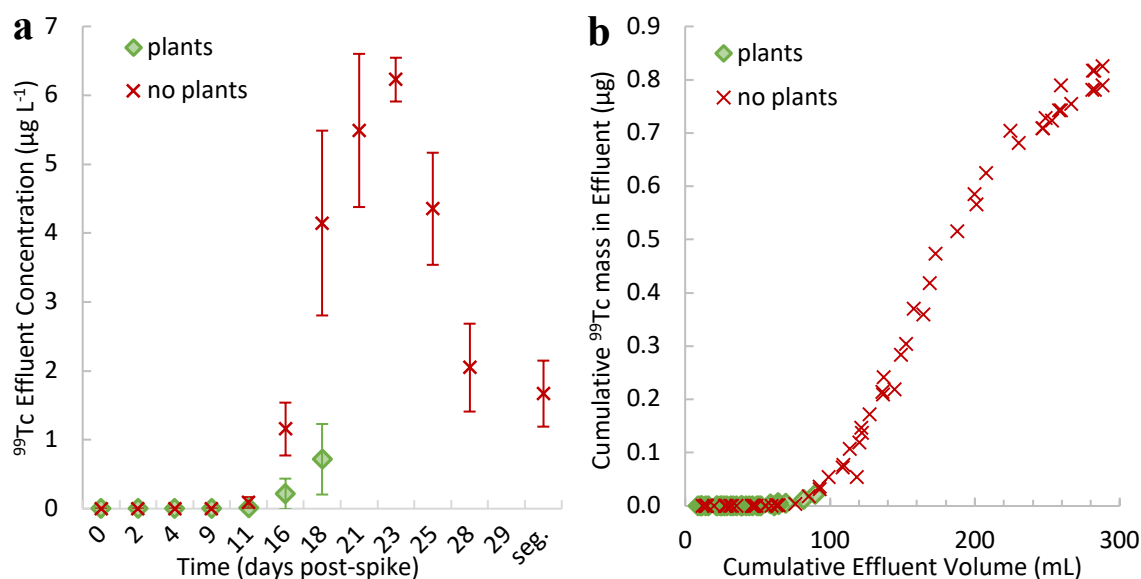 a
plants
no plants
⁹⁹Tc Effluent Concentration (µg L⁻¹)
7
6
5
4
3
2
1
0
0 2 4 9 11 16 18 21 23 25 28 29 seg.
Time (days post-spike)
b
plants
no plants
Cumulative ⁹⁹Tc mass in Effluent (µg)
0.9
0.8
0.7
0.6
0.5
0.4
0.3
0.2
0.1
0.0
0 100 200 300
Cumulative Effluent Volume (mL)